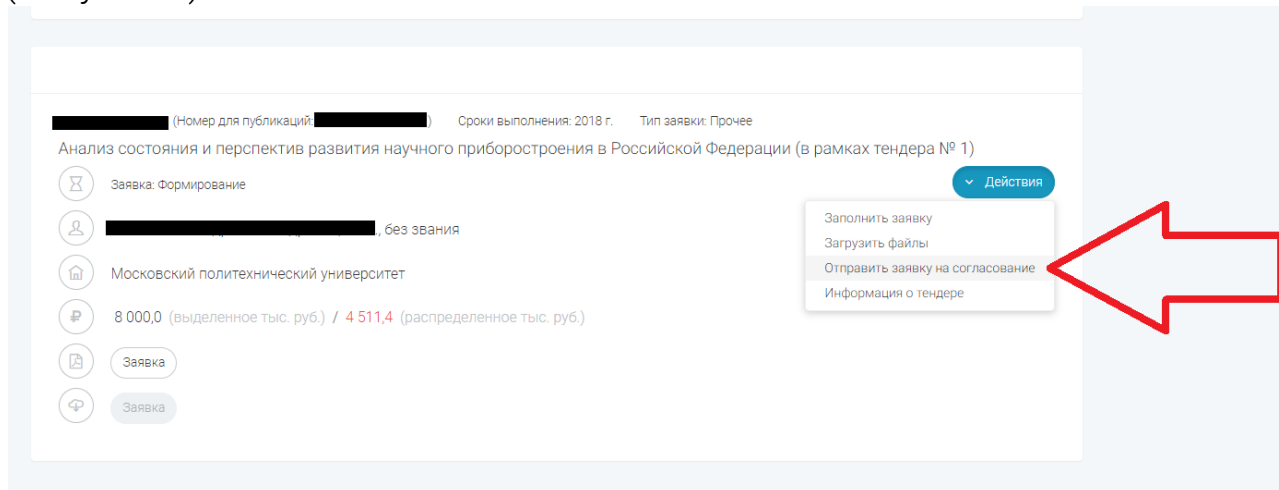 (Номер для публикаций: ) Сроки выполнения: 2018 г. Тип заявки: Прочее
Анализ состояния и перспектив развития научного приборостроения в Российской Федерации (в рамках тендера № 1)
Заявка: Формирование
Действия
Заполнить заявку
Загрузить файлы
Отправить заявку на согласование
Информация о тендере
, без звания
Московский политехнический университет
8 000,0 (выделенное тыс. руб.) / 4 511,4 (распределенное тыс. руб.)
Заявка
Заявка